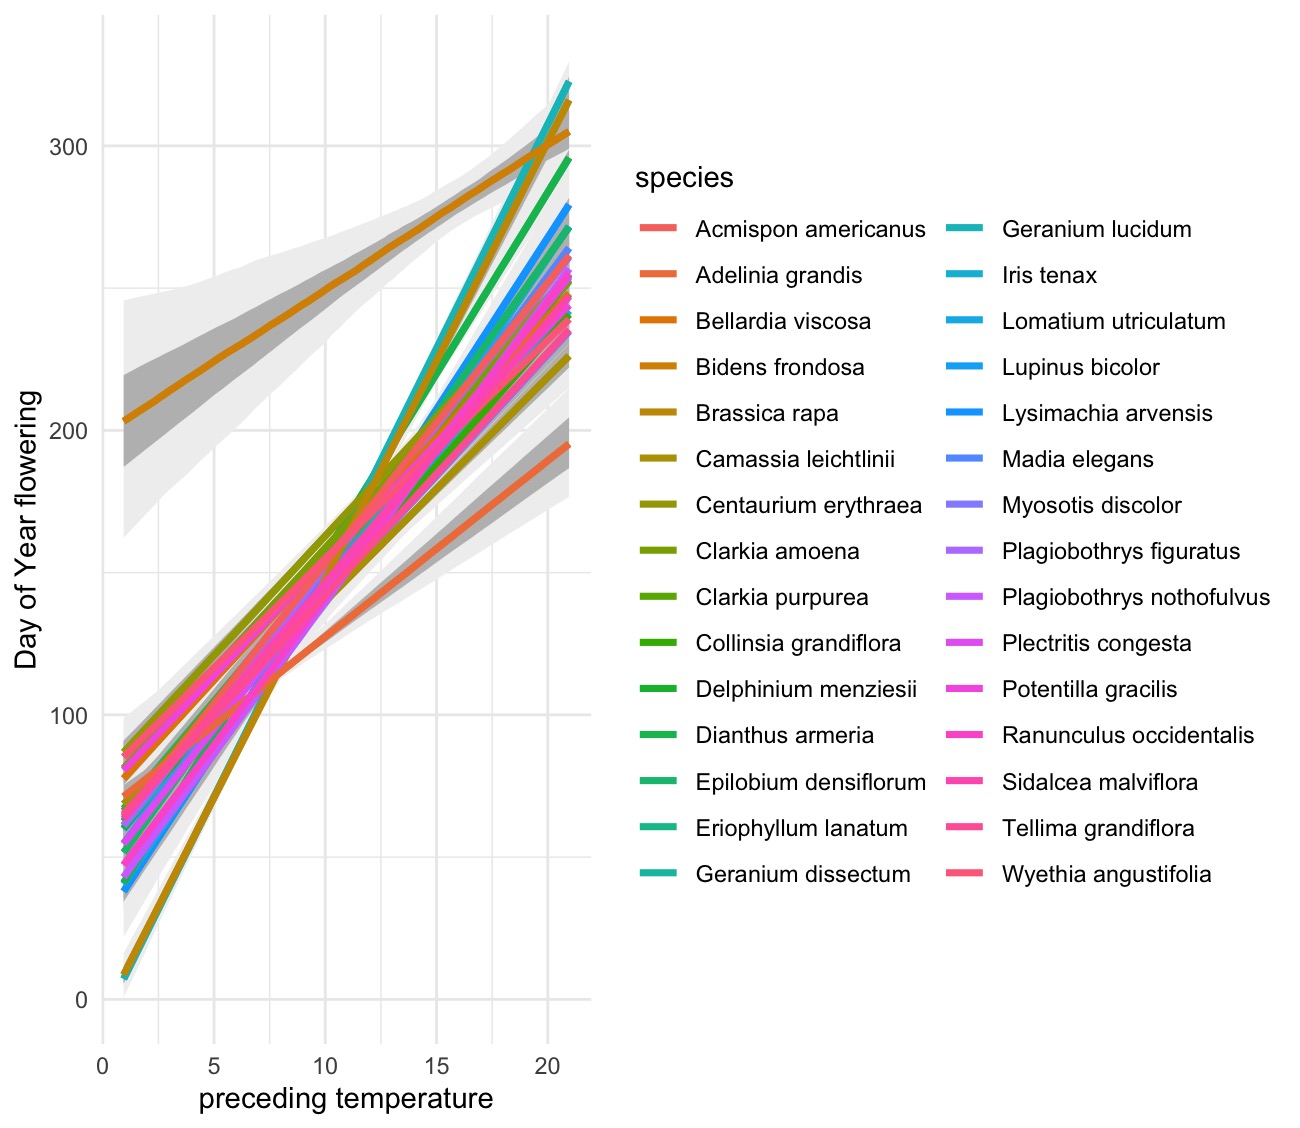 300
200
100
0
0 5 10 15 20
preceding temperature
Day of Year flowering
species
Acmispon americanus
Adelinia grandis
Bellardia viscosa
Bidens frondosa
Brassica rapa
Camassia leichtlinii
Centaurium erythraea
Clarkia amoena
Clarkia purpurea
Collinsia grandiflora
Delphinium menziesii
Dianthus armeria
Epilobium densiflorum
Eriophyllum lanatum
Geranium dissectum
Geranium lucidum
Iris tenax
Lomatium utriculatum
Lupinus bicolor
Lysimachia arvensis
Madia elegans
Myosotis discolor
Plagiobothrys figuratus
Plagiobothrys nothofulvus
Plectritis congesta
Potentilla gracilis
Ranunculus occidentalis
Sidalcea malviflora
Tellima grandiflora
Wyethia angustifolia